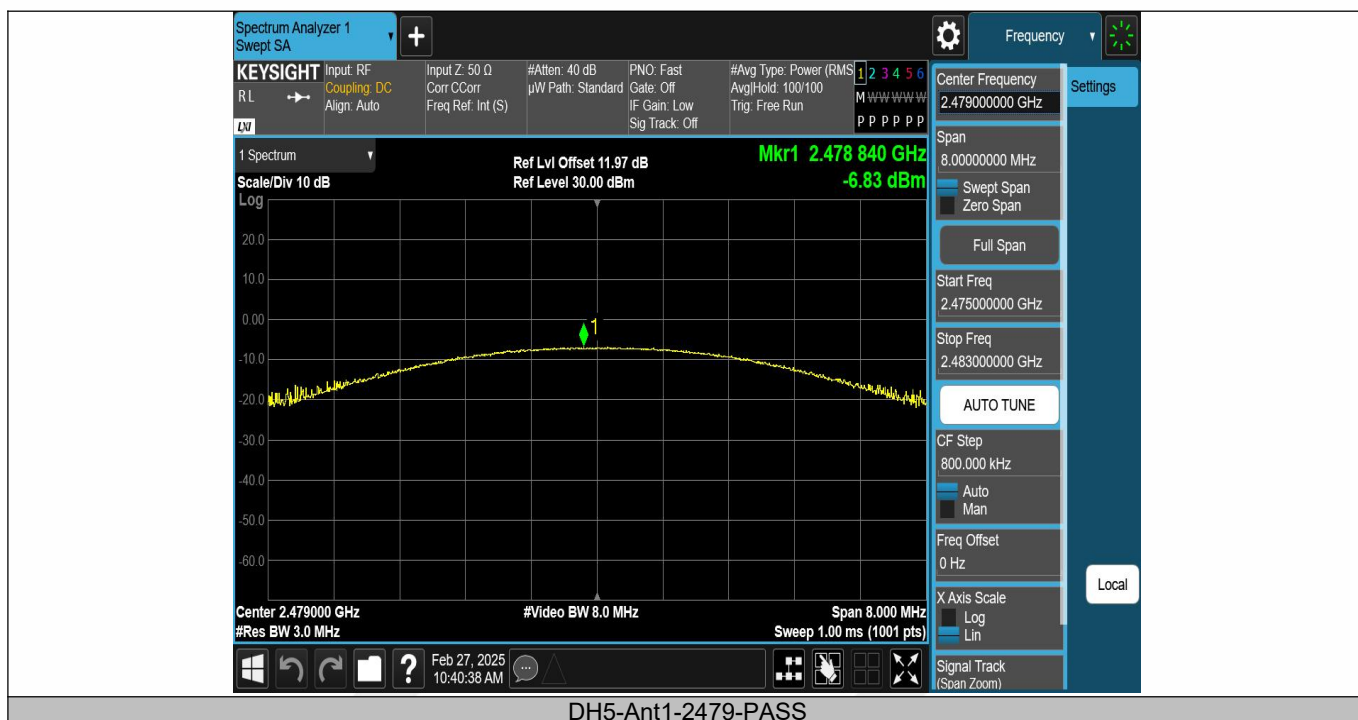 Spectrum Analyzer 1
Swept SA
+
Frequency
KEYSIGHT
RL
LXI
Input: RF
Coupling: DC
Align: Auto
Input Z: 50 Ω
Corr CCorr
Freq Ref: Int (S)
#Atten: 40 dB
µW Path: Standard
PNO: Fast
Gate: Off
IF Gain: Low
Sig Track: Off
#Avg Type: Power (RMS
Avg|Hold: 100/100
Trig: Free Run
1 2 3 4 5 6
M W W W W W
P P P P P P
1 Spectrum
Scale/Div 10 dB
Log
Ref Lvl Offset 11.97 dB
Ref Level 30.00 dBm
Mkr1 2.478 840 GHz
-6.83 dBm
20.0
10.0
0.00
-10.0
-20.0
-30.0
-40.0
-50.0
-60.0
1
Center 2.479000 GHz
#Res BW 3.0 MHz
#Video BW 8.0 MHz
Span 8.000 MHz
Sweep 1.00 ms (1001 pts)
Center Frequency
2.479000000 GHz
Settings
Span
8.00000000 MHz
Swept Span
Zero Span
Full Span
Start Freq
2.475000000 GHz
Stop Freq
2.483000000 GHz
AUTO TUNE
CF Step
800.000 kHz
Auto
Man
Freq Offset
0 Hz
X Axis Scale
Log
Lin
Local
Signal Track
(Span Zoom)
?
Feb 27, 2025
10:40:38 AM
DH5-Ant1-2479-PASS